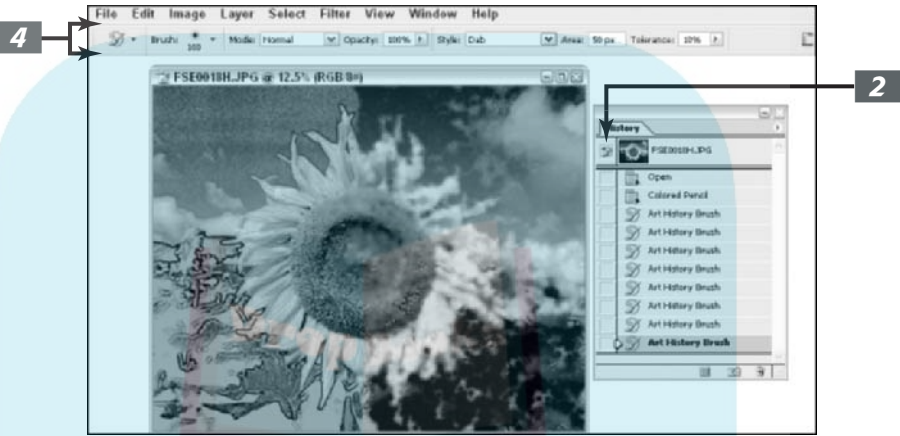 File Edit Image Layer Select Filter View Window Help
4
Brush: 100 Mode: Normal Opacity: 100% Style: Dab Area: 50 px Tolerance: 10%
FSE0018H.JPG @ 12.5% (RGB/8#)
2
History
FSE0018H.JPG
Open
Colored Pencil
Art History Brush
Art History Brush
Art History Brush
Art History Brush
Art History Brush
Art History Brush
Art History Brush
Art History Brush